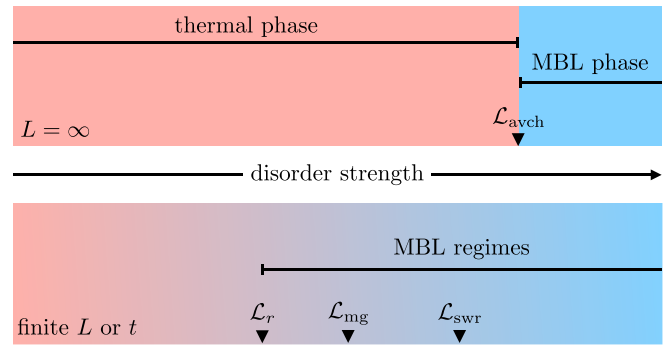 thermal phase
MBL phase
ℒ_avch
L = ∞
disorder strength
MBL regimes
ℒ_r ℒ_mg ℒ_swr
finite L or t